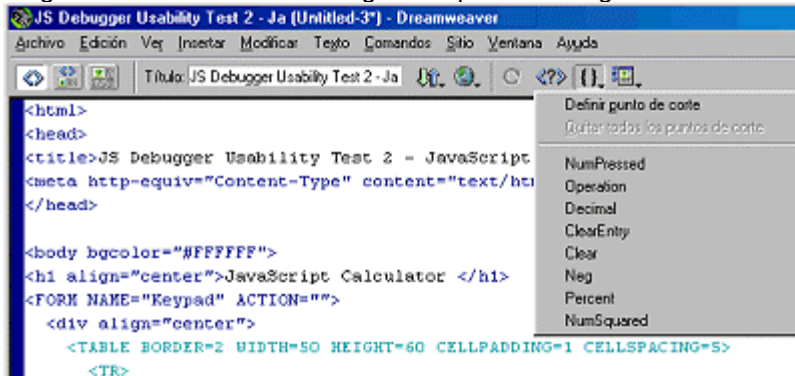 JS Debugger Usability Test 2 - Ja (Untitled-3*) - Dreamweaver
Archivo Edición Ver Insertar Modificar Texto Comandos Sitio Ventana Ayuda
Título: JS Debugger Usability Test 2 - Ja
Definir punto de corte
Quitar todos los puntos de corte
NumPressed
Operation
Decimal
ClearEntry
Clear
Neg
Percent
NumSquared
<html>
<head>
<title>JS Debugger Usability Test 2 - JavaScript
<meta http-equiv="Content-Type" content="text/ht
</head>
<body bgcolor="#FFFFFF">
<h1 align="center">JavaScript Calculator </h1>
<FORM NAME="Keypad" ACTION="">
<div align="center">
<TABLE BORDER=2 WIDTH=50 HEIGHT=60 CELLPADDING=1 CELLSPACING=5>
<TR>